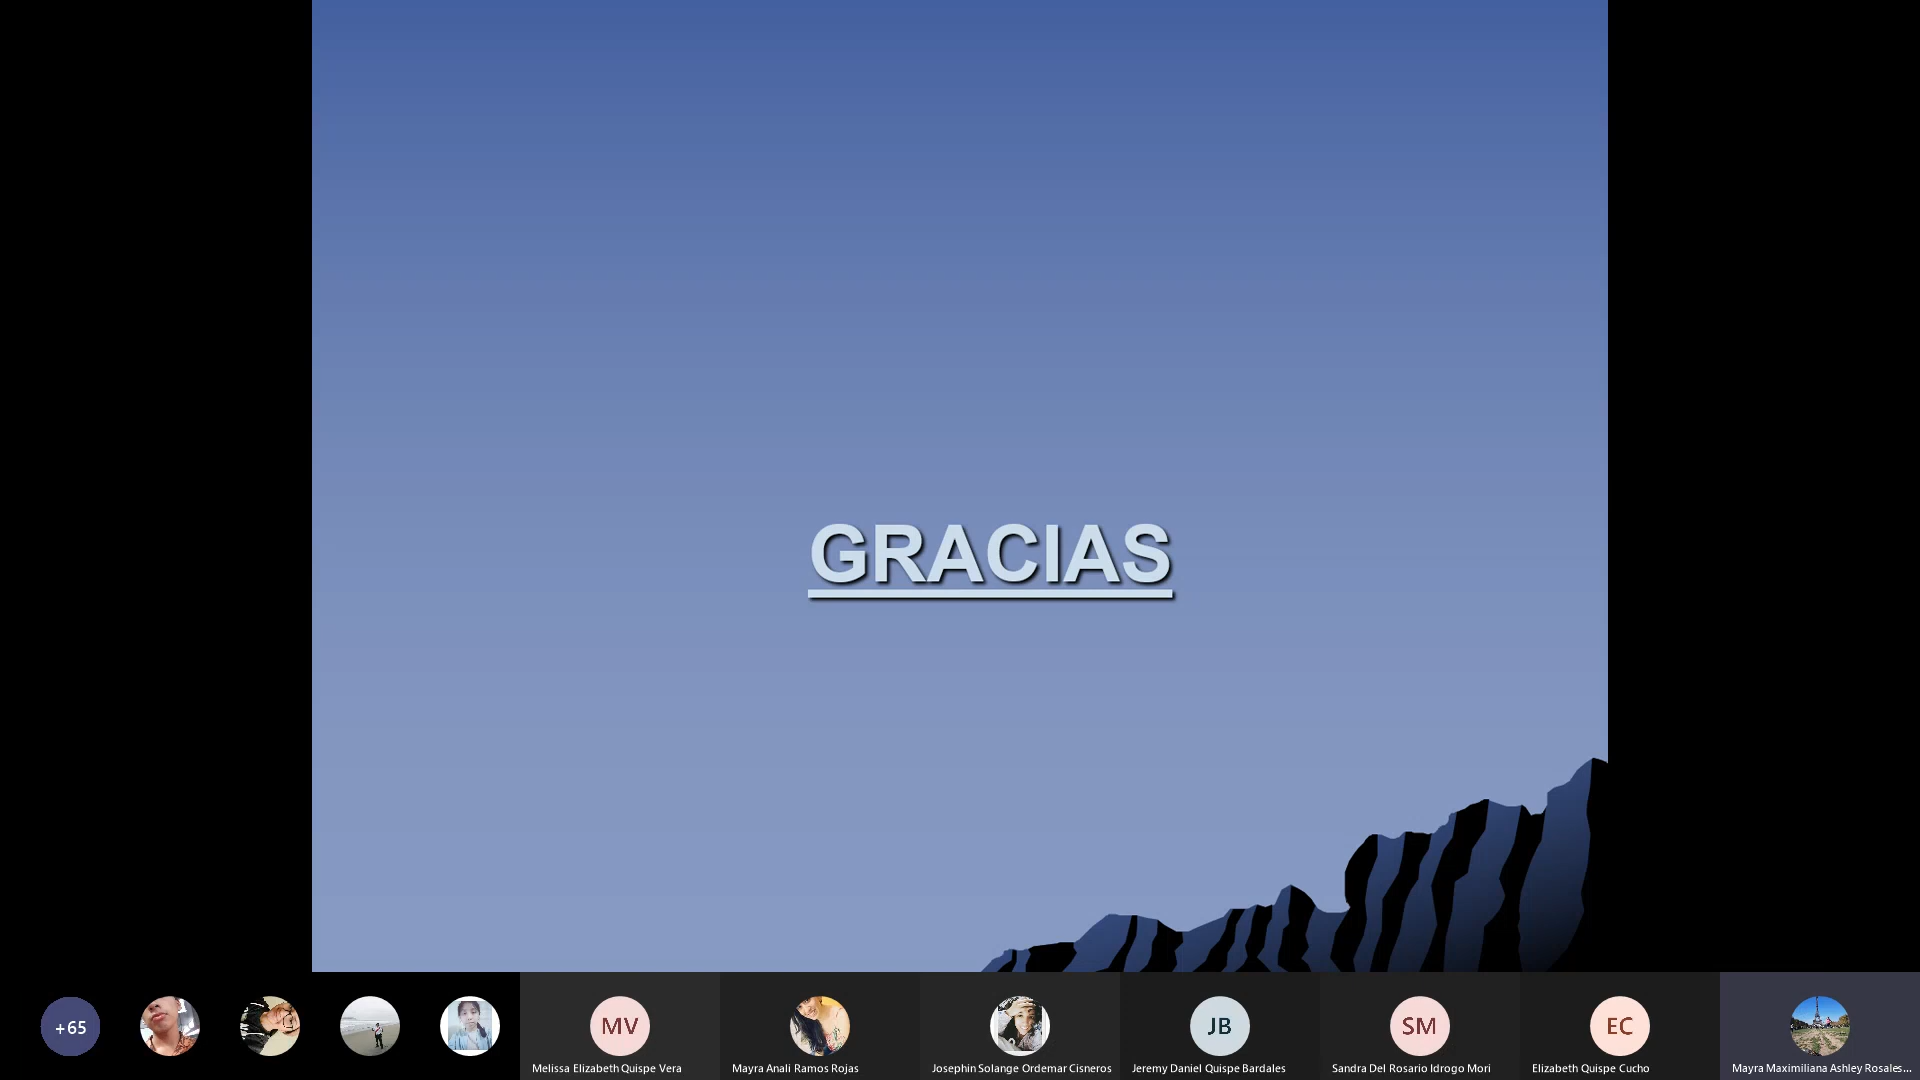 GRACIAS
+65
MV
JB
SM
EC
Melissa Elizabeth Quispe Vera
Mayra Anali Ramos Rojas
Josephin Solange Ordemar Cisneros
Jeremy Daniel Quispe Bardales
Sandra Del Rosario Idrogo Mori
Elizabeth Quispe Cucho
Mayra Maximiliana Ashley Rosales...